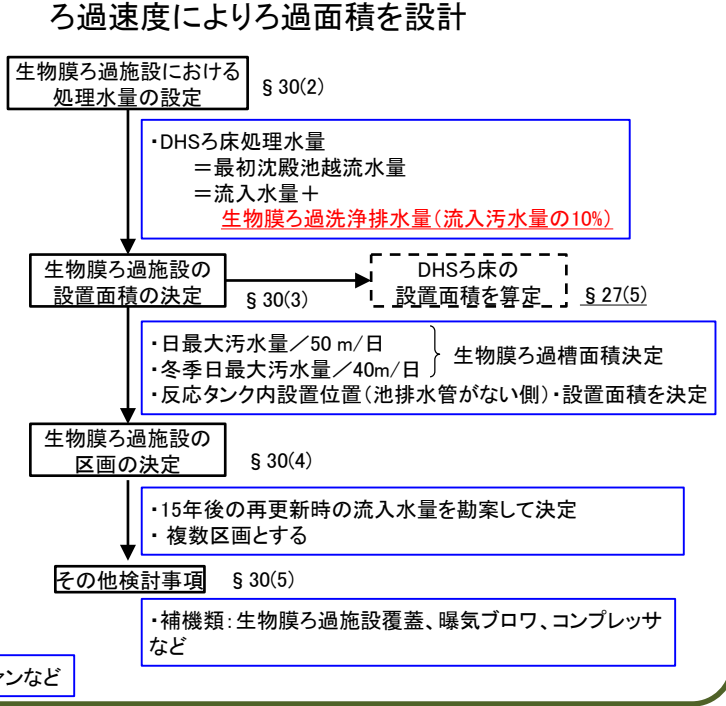 ろ過速度によりろ過面積を設計
生物膜ろ過施設における
処理水量の設定
§30(2)
・DHSろ床処理水量
＝最初沈殿池越流水量
＝流入水量＋
生物膜ろ過洗浄排水量(流入汚水量の10%)
生物膜ろ過施設の
設置面積の決定
§30(3)
DHSろ床の
設置面積を算定
§27(5)
・日最大汚水量／50 m/日
・冬季日最大汚水量／40m/日
生物膜ろ過槽面積決定
・反応タンク内設置位置(池排水管がない側)・設置面積を決定
生物膜ろ過施設の
区画の決定
§30(4)
・15年後の再更新時の流入水量を勘案して決定
・ 複数区画とする
その他検討事項
§30(5)
・補機類：生物膜ろ過施設覆蓋、曝気ブロワ、コンプレッサ
など
ァンなど